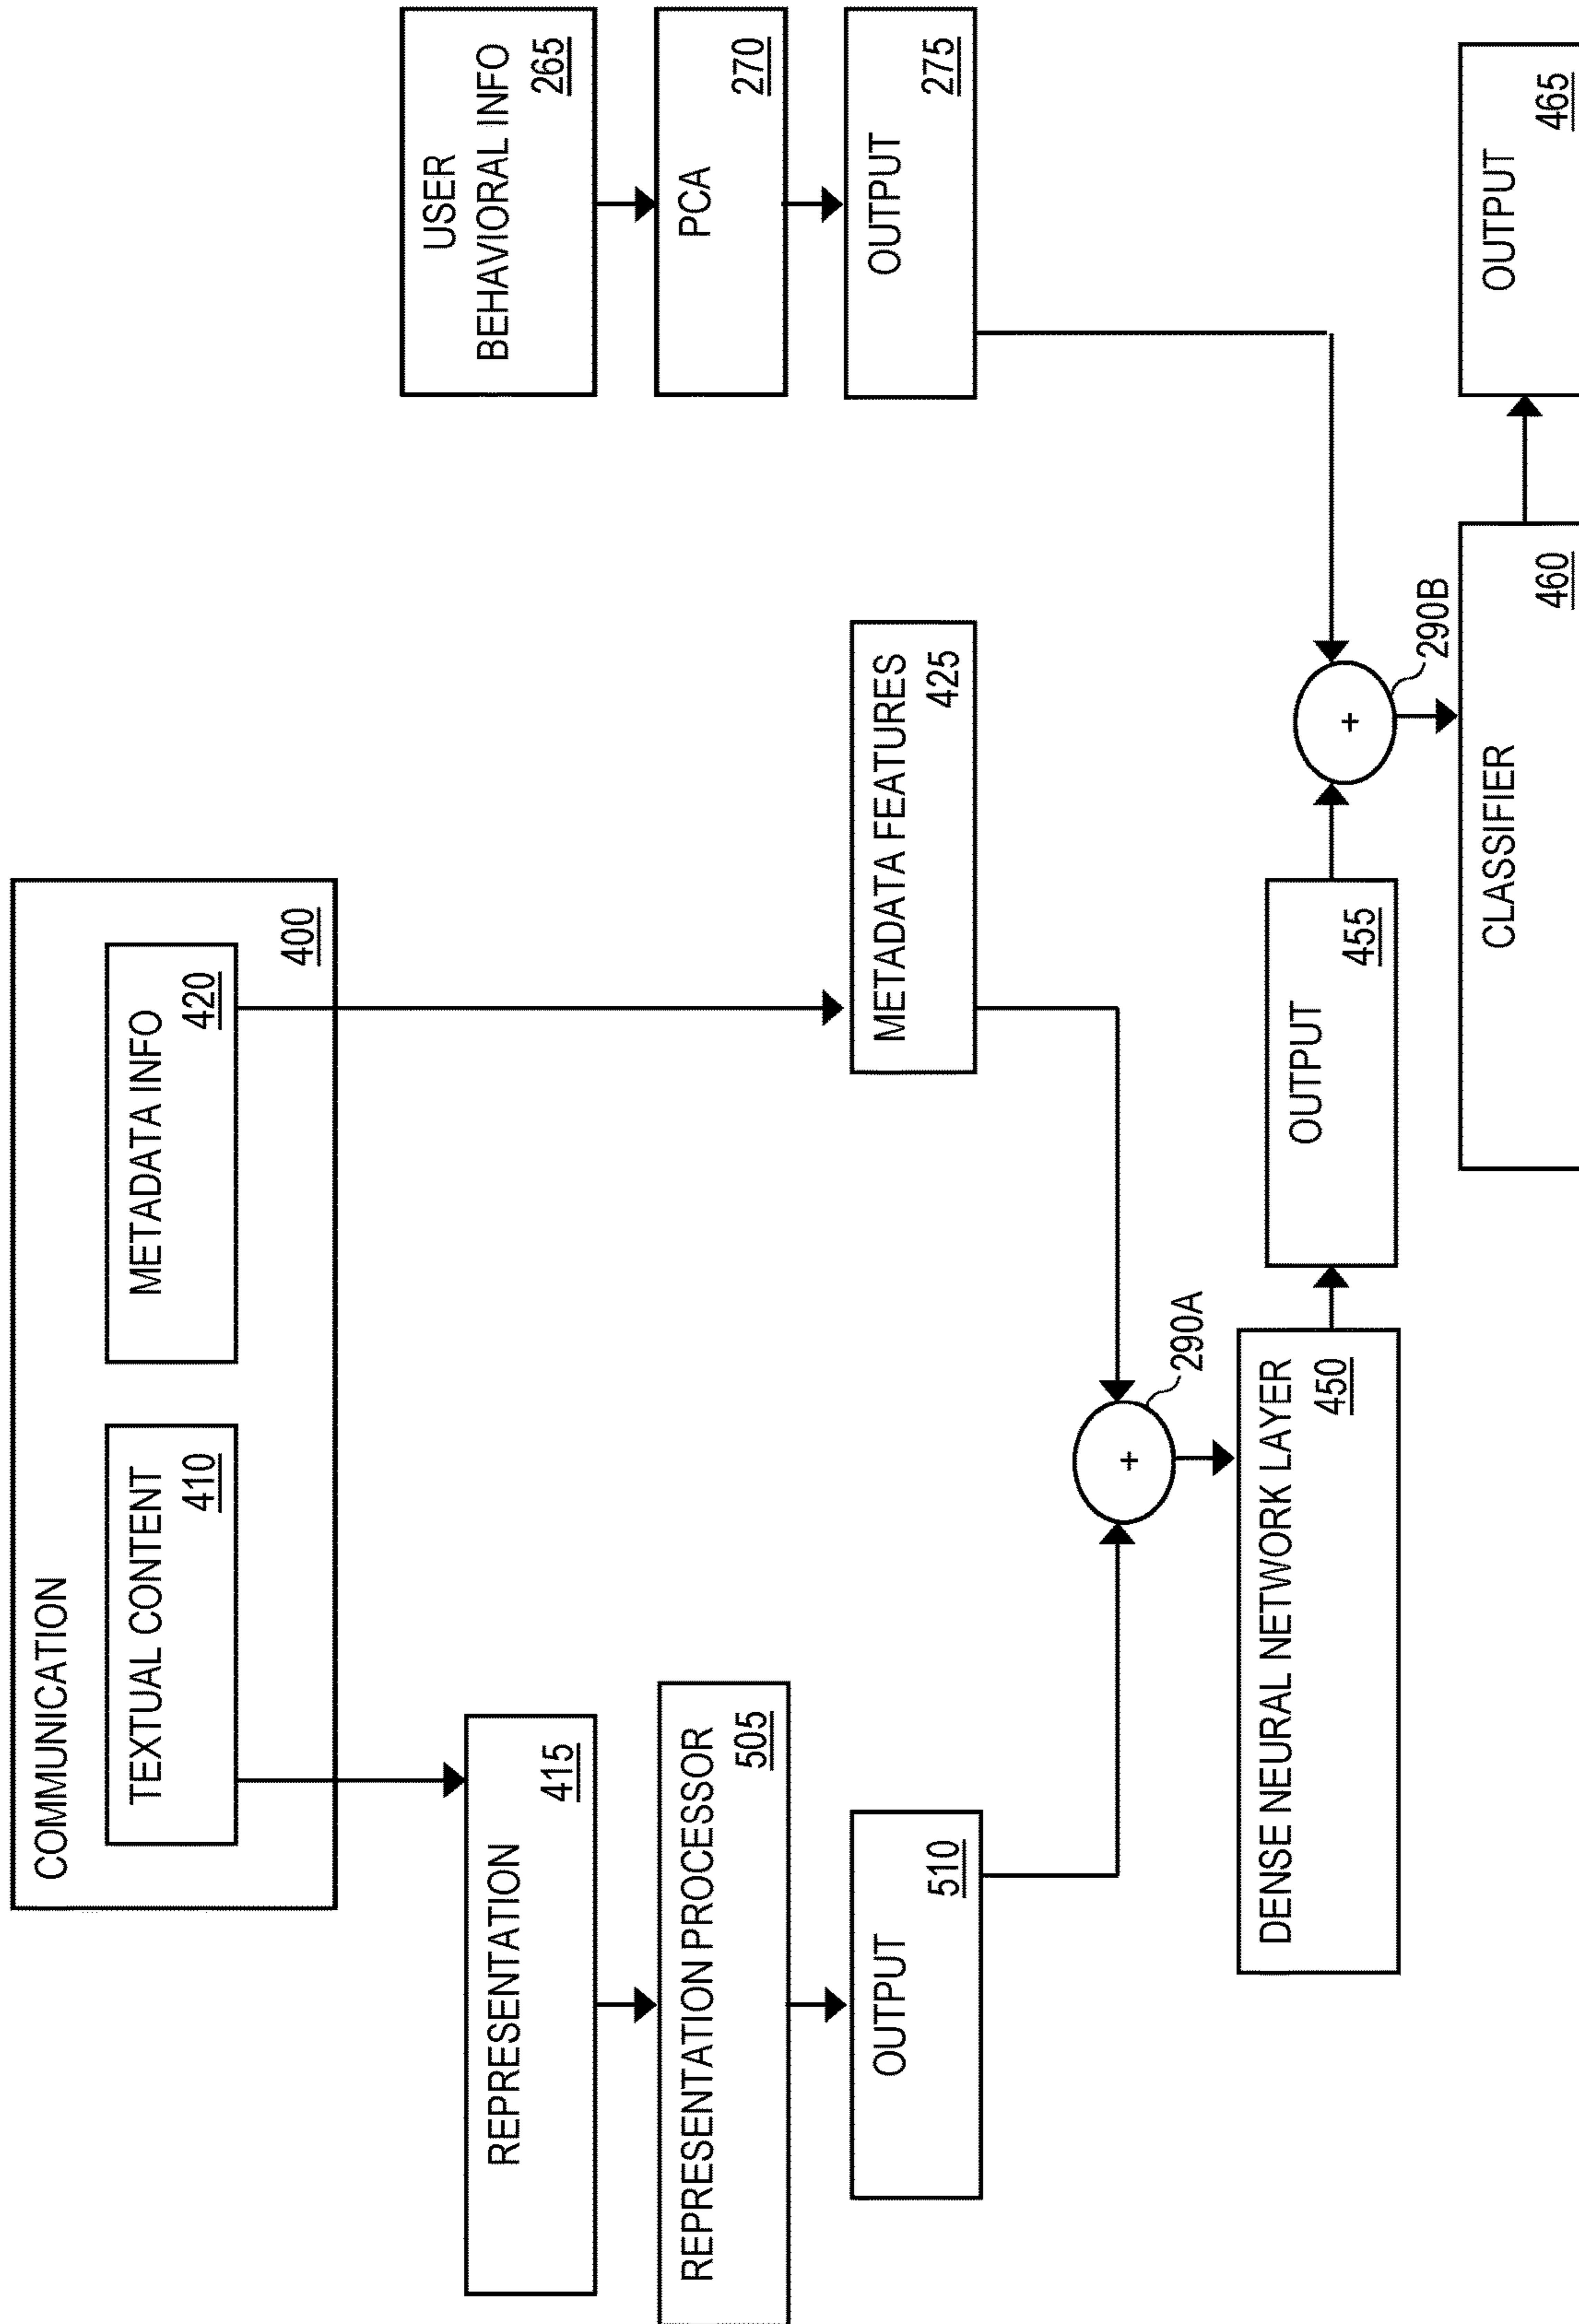 COMMUNICATION
TEXTUAL CONTENT
410
METADATA INFO
420
400
USER
BEHAVIORAL INFO
265
REPRESENTATION
415
PCA
270
REPRESENTATION PROCESSOR
505
OUTPUT
510
METADATA FEATURES
425
OUTPUT
275
+
290A
DENSE NEURAL NETWORK LAYER
450
OUTPUT
455
+
290B
CLASSIFIER
460
OUTPUT
465